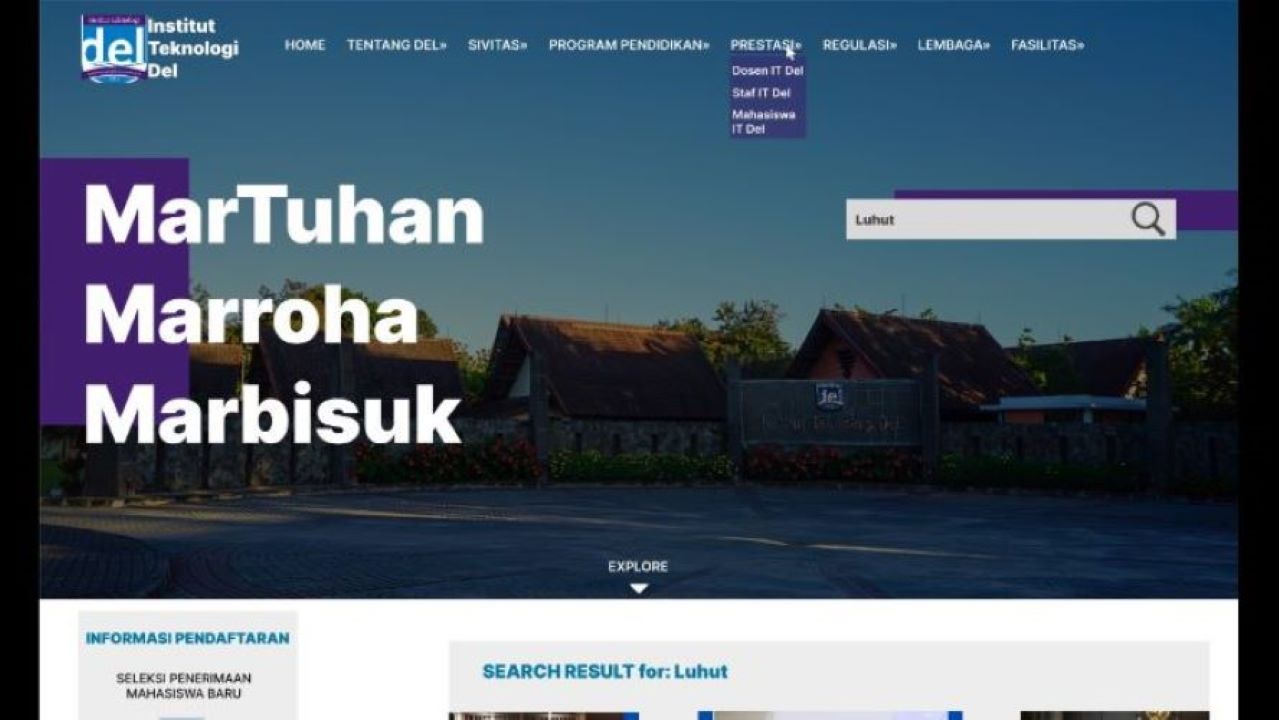 del
Institut
Teknologi
Del
HOME TENTANG DEL» SIVITAS» PROGRAM PENDIDIKAN» PRESTASI» REGULASI» LEMBAGA» FASILITAS»
Dosen IT Del
Staf IT Del
Mahasiswa
IT Del
MarTuhan
Marroha
Marbisuk
Luhut
EXPLORE
INFORMASI PENDAFTARAN
SELEKSI PENERIMAAN
MAHASISWA BARU
SEARCH RESULT for: Luhut